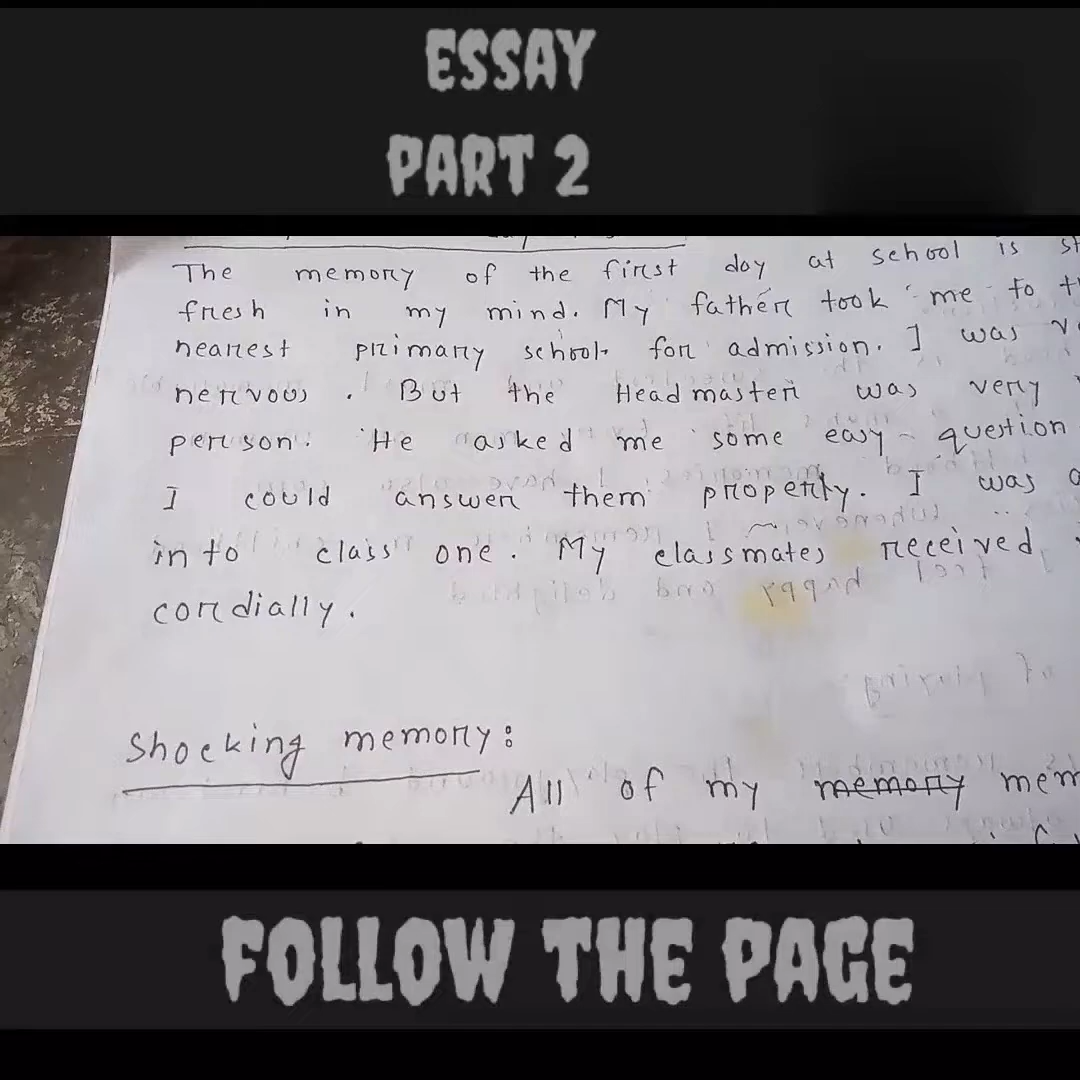 ESSAY
PART 2
The memory of the first day at school is
fresh in my mind. My father took me to
nearest primary school for admission. I was
nervous. But the Headmaster was very
person. He asked me some easy question
I could answer them properly. I was
into class one. My classmates received
cordially.
Shocking memory:
All of my memory
FOLLOW THE PAGE